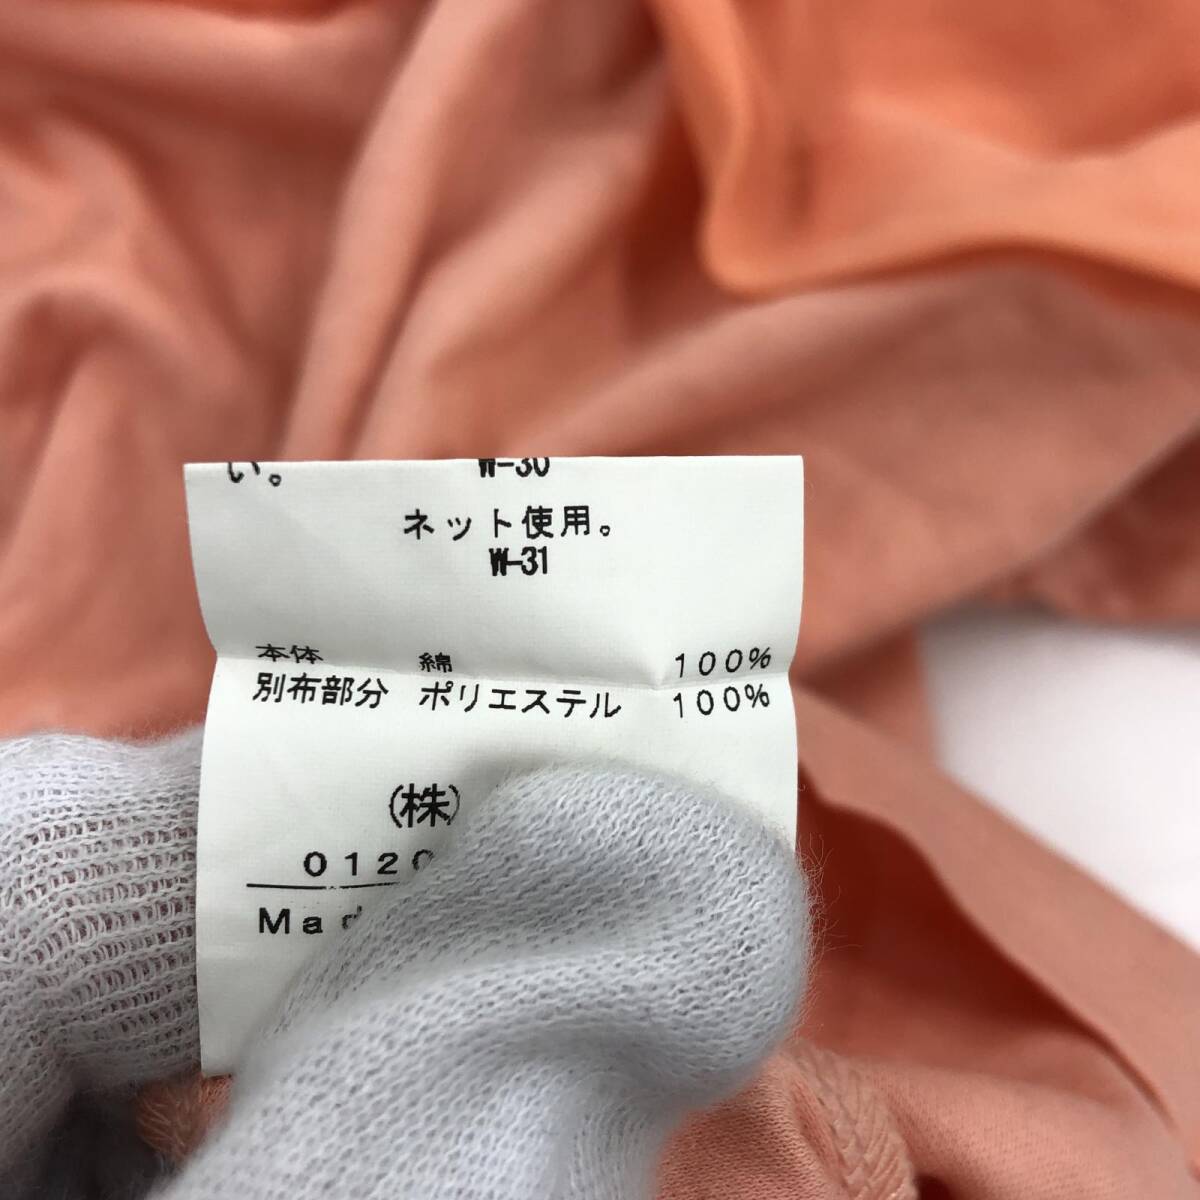 い。 W-30
ネット使用。
W-31
本体 綿 100%
別布部分 ポリエステル 100%
(株)
0120
Mad